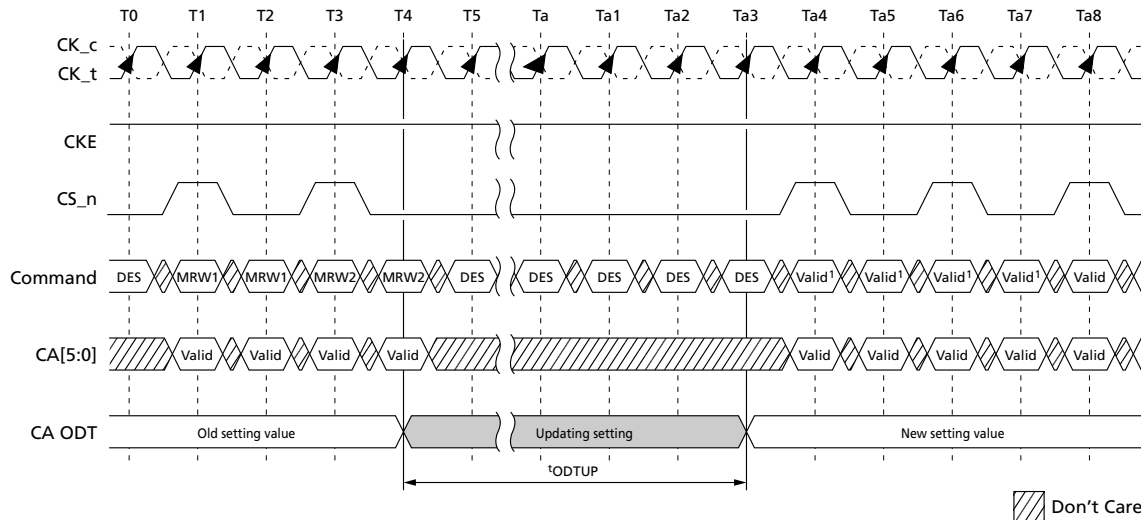 T0 T1 T2 T3 T4 T5 Ta Ta1 Ta2 Ta3 Ta4 Ta5 Ta6 Ta7 Ta8
CK_c
CK_t
CKE
CS_n
Command DES MRW1 MRW1 MRW2 MRW2 DES DES DES DES DES Valid¹ Valid¹ Valid¹ Valid¹ Valid
CA[5:0] Valid Valid Valid Valid Valid Valid Valid Valid Valid
CA ODT Old setting value Updating setting New setting value
ᵗODTUP
Don't Care